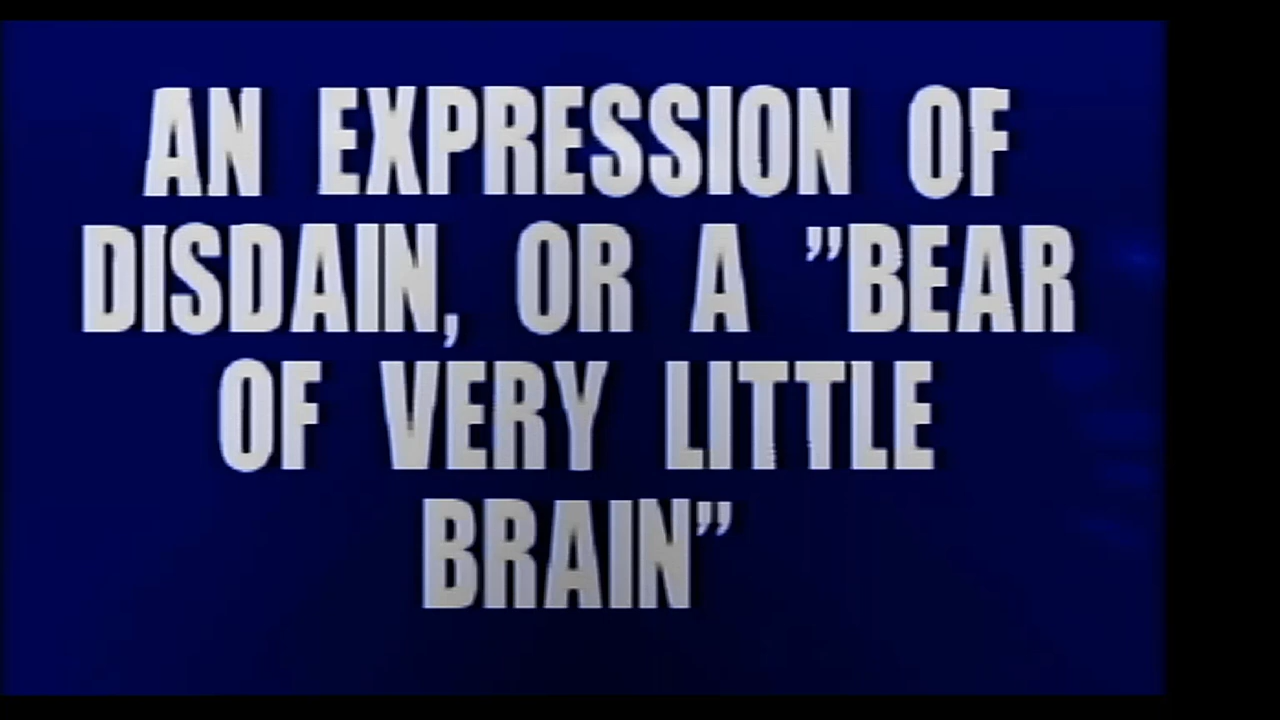 AN EXPRESSION OF
DISDAIN, OR A ”BEAR
OF VERY LITTLE
BRAIN”